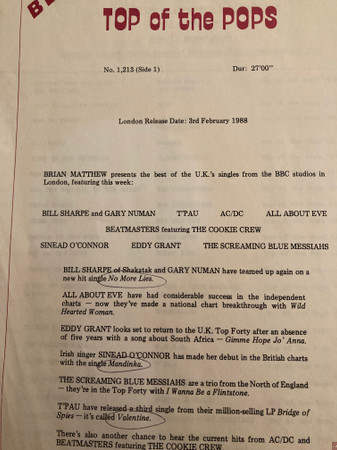 BE
TOP of the POPS
No. 1,213 (Side 1) Dur: 27'00"
London Release Date: 3rd February 1988
BRIAN MATTHEW presents the best of the U.K.'s singles from the BBC studios in
London, featuring this week:
BILL SHARPE and GARY NUMAN T'PAU AC/DC ALL ABOUT EVE
BEATMASTERS featuring THE COOKIE CREW
SINEAD O'CONNOR EDDY GRANT THE SCREAMING BLUE MESSIAHS
BILL SHARPE of Shakatak and GARY NUMAN have teamed up again on a
new hit single No More Lies.
ALL ABOUT EVE have had considerable success in the independent
charts — now they've made a national chart breakthrough with Wild
Hearted Woman.
EDDY GRANT looks set to return to the U.K. Top Forty after an absence
of five years with a song about South Africa — Gimme Hope Jo' Anna.
Irish singer SINEAD O'CONNOR has made her debut in the British charts
with the single Mandinka.
THE SCREAMING BLUE MESSIAHS are a trio from the North of England
— they're in the Top Forty with I Wanna Be a Flintstone.
T'PAU have released a third single from their million-selling LP Bridge of
Spies — it's called Valentine.
There's also another chance to hear the current hits from AC/DC and
BEATMASTERS featuring THE COOKIE CREW